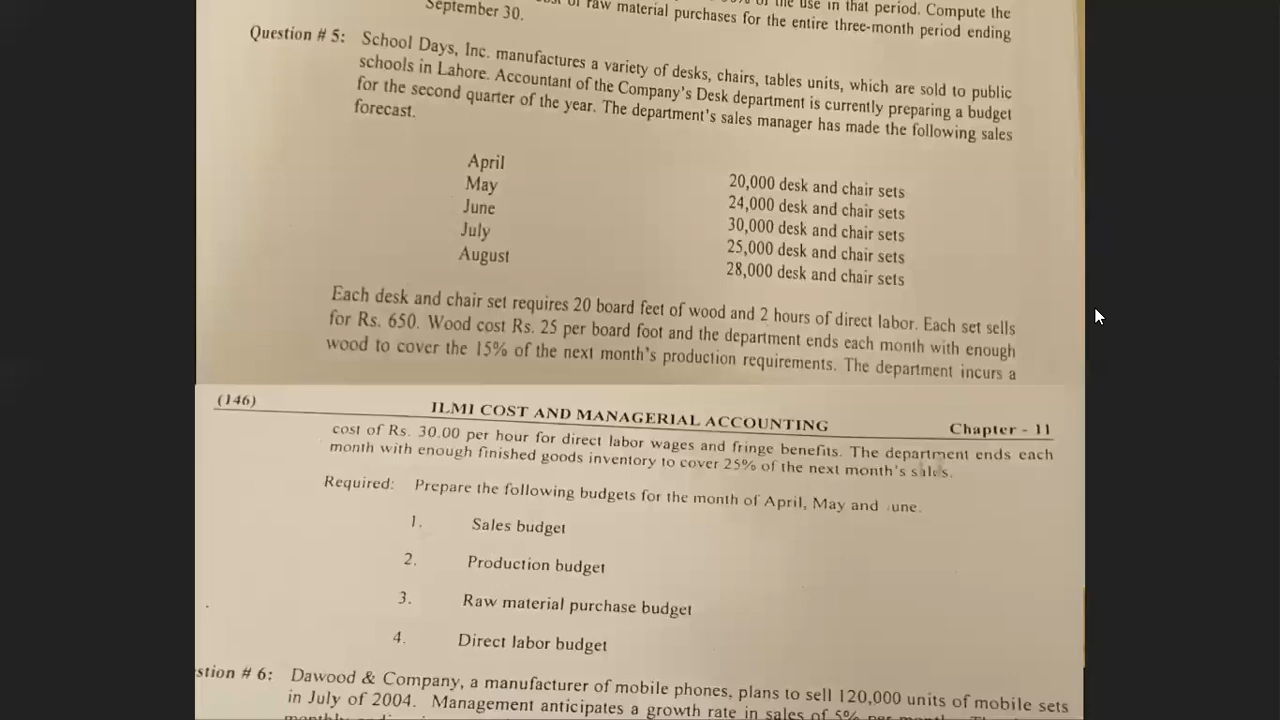 the use in that period. Compute the
raw material purchases for the entire three-month period ending
September 30.
Question # 5: School Days, Inc. manufactures a variety of desks, chairs, tables units, which are sold to public
schools in Lahore. Accountant of the Company's Desk department is currently preparing a budget
for the second quarter of the year. The department's sales manager has made the following sales
forecast.
April 20,000 desk and chair sets
May 24,000 desk and chair sets
June 30,000 desk and chair sets
July 25,000 desk and chair sets
August 28,000 desk and chair sets
Each desk and chair set requires 20 board feet of wood and 2 hours of direct labor. Each set sells
for Rs. 650. Wood cost Rs. 25 per board foot and the department ends each month with enough
wood to cover the 15% of the next month's production requirements. The department incurs a
(146) ILMI COST AND MANAGERIAL ACCOUNTING Chapter - 11
cost of Rs. 30.00 per hour for direct labor wages and fringe benefits. The department ends each
month with enough finished goods inventory to cover 25% of the next month's sales.
Required: Prepare the following budgets for the month of April, May and une.
1. Sales budget
2. Production budget
3. Raw material purchase budget
4. Direct labor budget
stion # 6: Dawood & Company, a manufacturer of mobile phones, plans to sell 120,000 units of mobile sets
in July of 2004. Management anticipates a growth rate in sales of 5% per month.